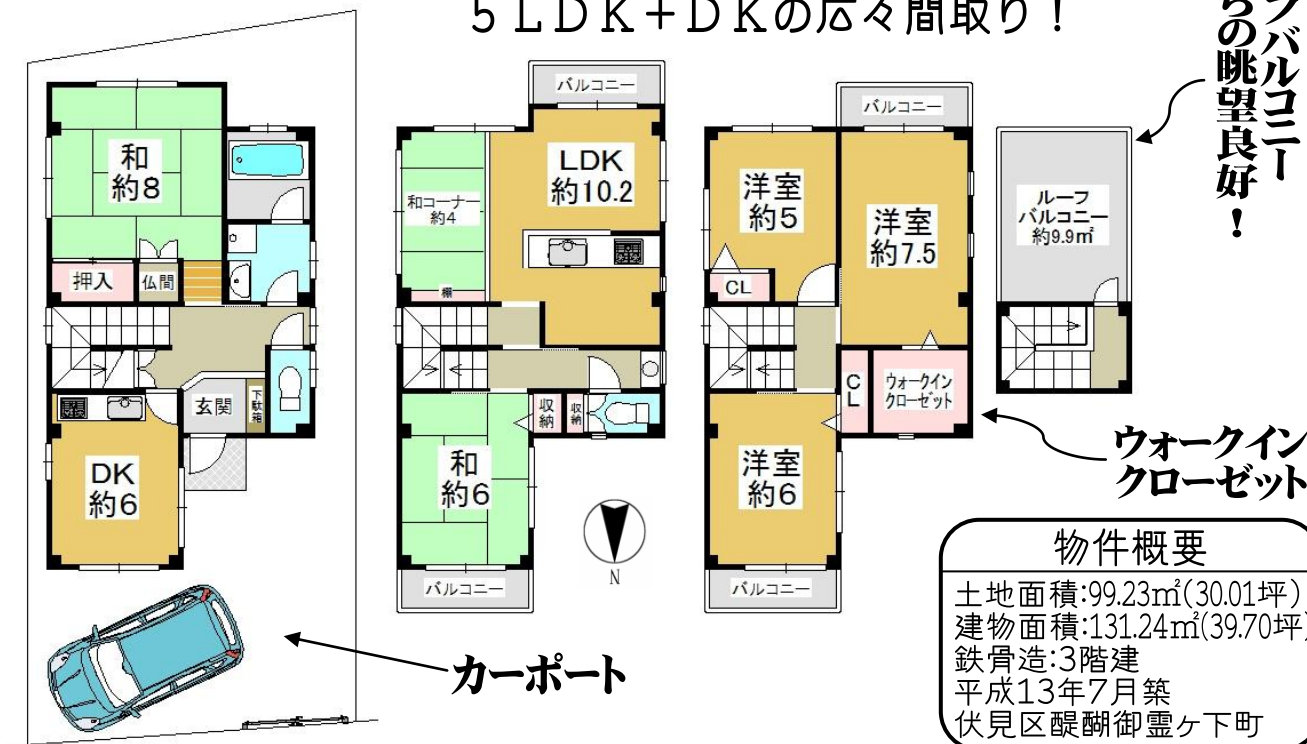 5LDK+DKの広々間取り!
バルコニー
の眺望良好!
和
約8
押入
仏間
玄関
下駄箱
DK
約6
カーポート
バルコニー
LDK
約10.2
和コーナー
約4
棚
収納
収納
和
約6
バルコニー
N
バルコニー
洋室
約5
洋室
約7.5
CL
CL
ウォークイン
クローゼット
洋室
約6
バルコニー
ルーフ
バルコニー
約9.9㎡
ウォークイン
クローゼット
物件概要
土地面積:99.23㎡(30.01坪)
建物面積:131.24㎡(39.70坪)
鉄骨造:3階建
平成13年7月築
伏見区醍醐御霊ヶ下町